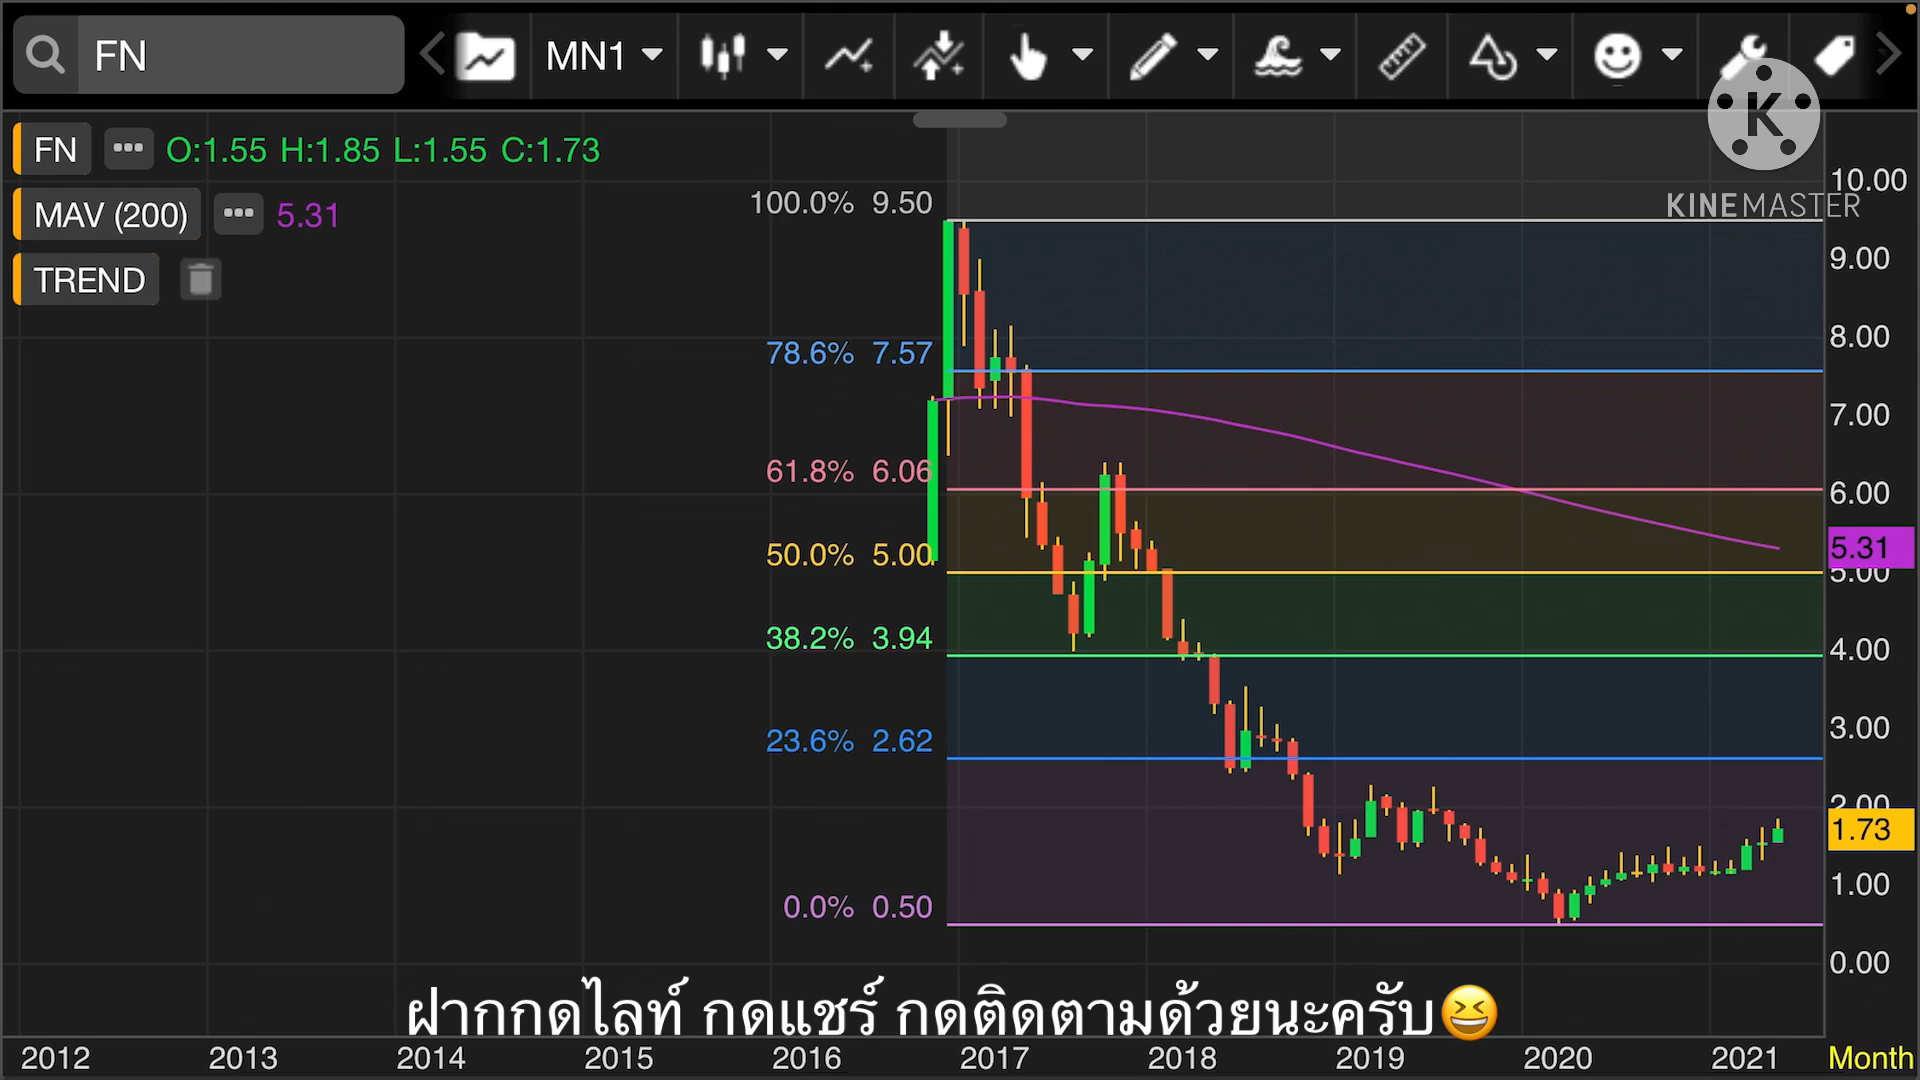 FN
MN1
K
KINEMASTER
FN ••• O:1.55 H:1.85 L:1.55 C:1.73
MAV (200) ••• 5.31
TREND
100.0% 9.50
78.6% 7.57
61.8% 6.06
50.0% 5.00
38.2% 3.94
23.6% 2.62
0.0% 0.50
10.00
9.00
8.00
7.00
6.00
5.31
5.00
4.00
3.00
2.00
1.73
1.00
0.00
ฝากกดไลท์ กดแชร์ กดติดตามด้วยนะครับ😆
2012 2013 2014 2015 2016 2017 2018 2019 2020 2021 Month